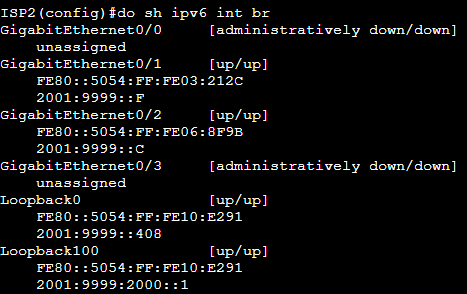 ISP2(config)#do sh ipv6 int br
GigabitEthernet0/0     [administratively down/down]
    unassigned
GigabitEthernet0/1     [up/up]
    FE80::5054:FF:FE03:212C
    2001:9999::F
GigabitEthernet0/2     [up/up]
    FE80::5054:FF:FE06:8F9B
    2001:9999::C
GigabitEthernet0/3     [administratively down/down]
    unassigned
Loopback0              [up/up]
    FE80::5054:FF:FE10:E291
    2001:9999::408
Loopback100            [up/up]
    FE80::5054:FF:FE10:E291
    2001:9999:2000::1